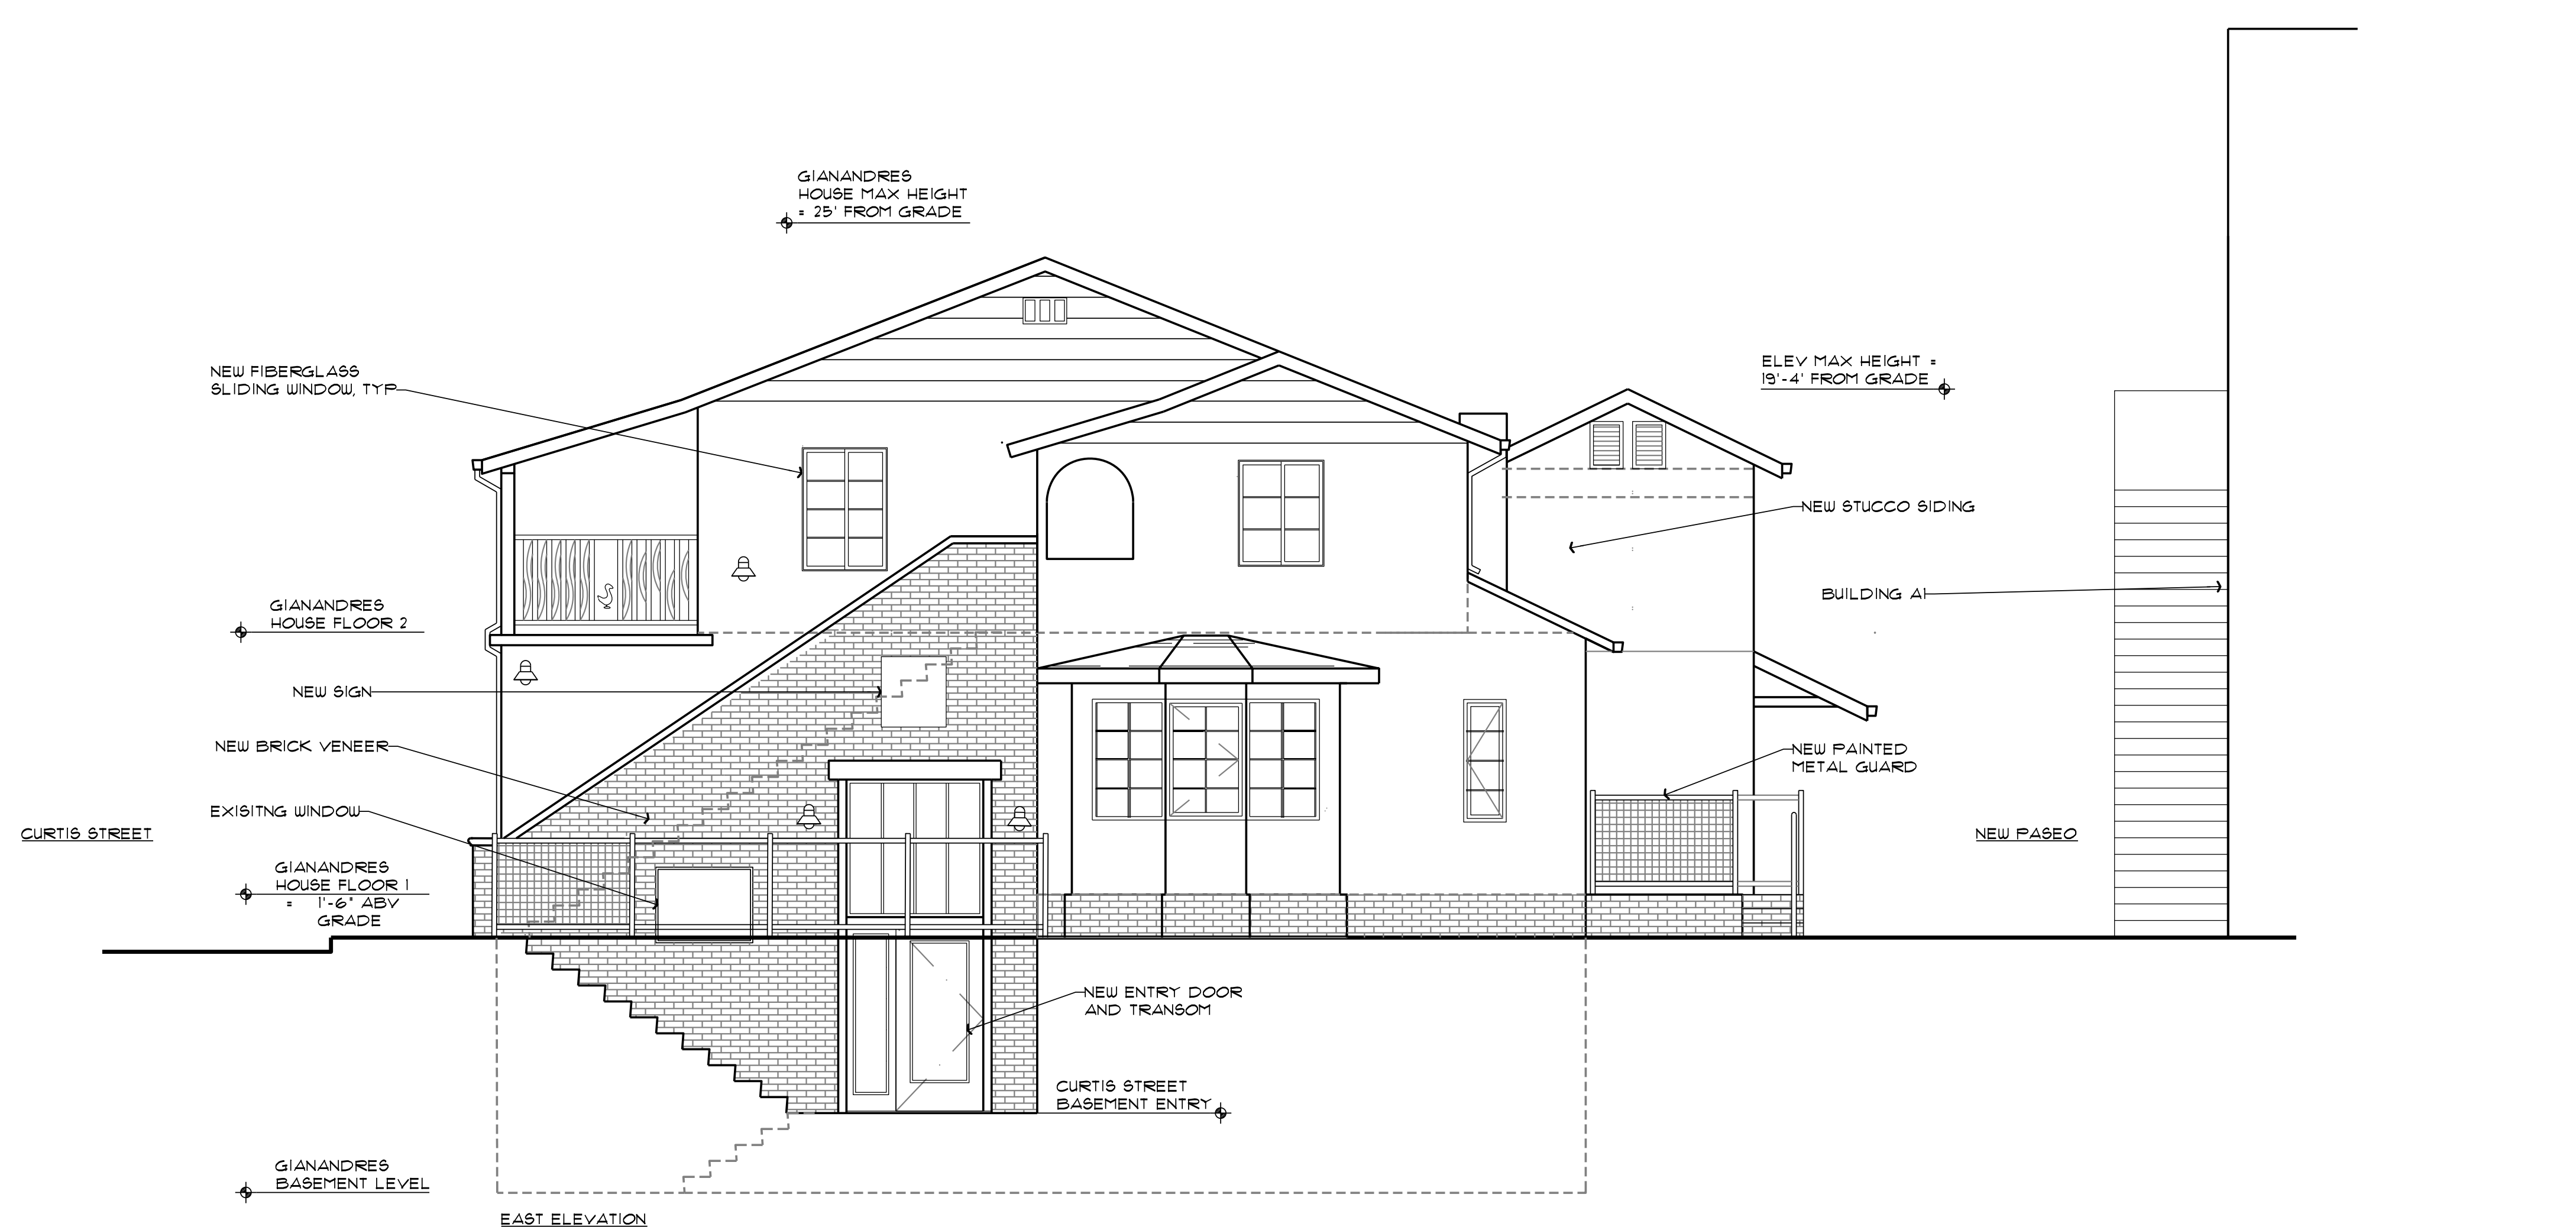 GIANANDRES
HOUSE MAX HEIGHT
= 25' FROM GRADE
ELEV MAX HEIGHT =
19'-4' FROM GRADE
NEW FIBERGLASS
SLIDING WINDOW, TYP
NEW STUCCO SIDING
BUILDING A1
GIANANDRES
HOUSE FLOOR 2
NEW SIGN
NEW BRICK VENEER
NEW PAINTED
METAL GUARD
EXISITNG WINDOW
CURTIS STREET
NEW PASEO
GIANANDRES
HOUSE FLOOR 1
= 1'-6" ABV
GRADE
NEW ENTRY DOOR
AND TRANSOM
CURTIS STREET
BASEMENT ENTRY
GIANANDRES
BASEMENT LEVEL
EAST ELEVATION